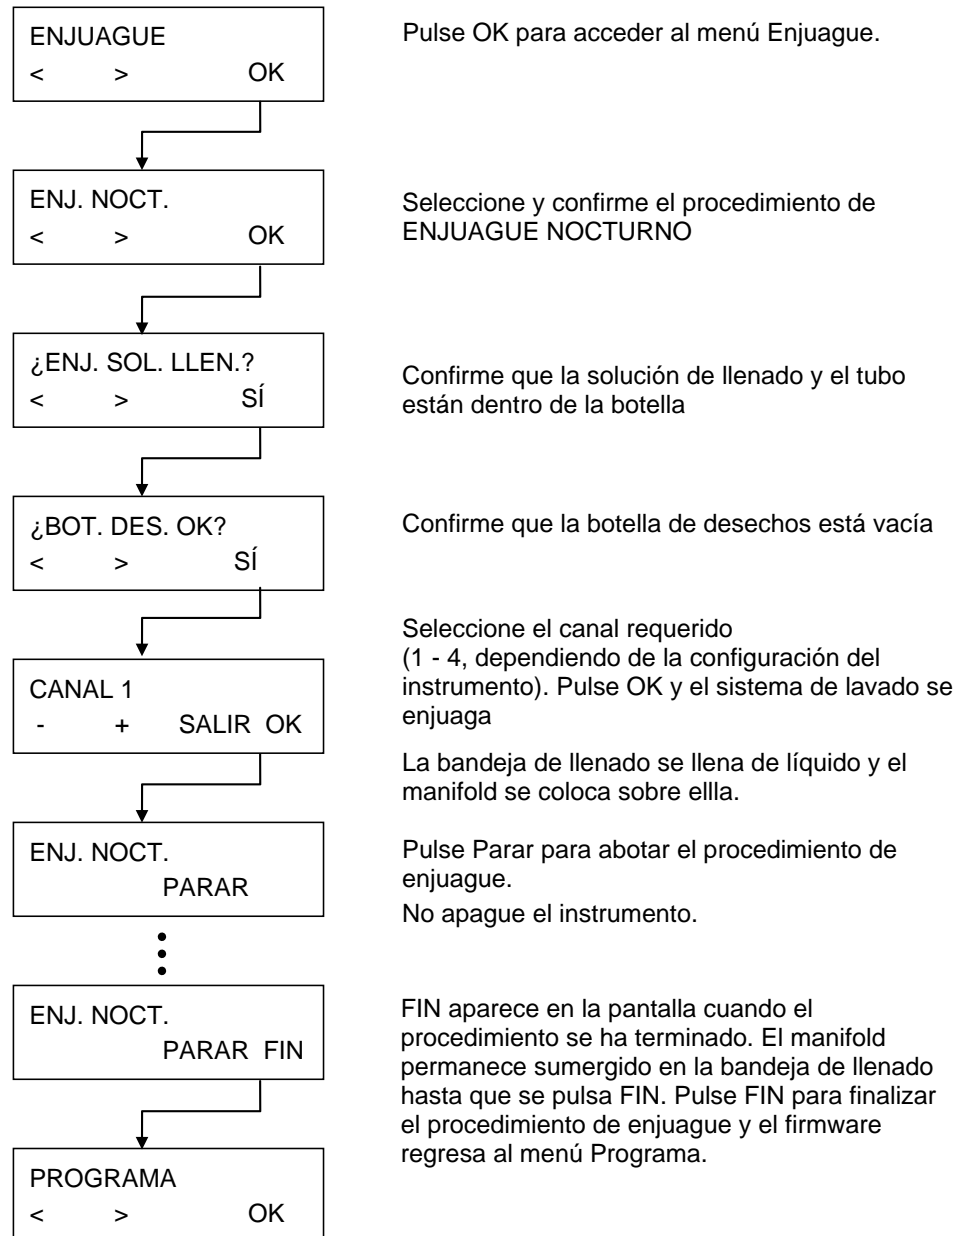 ENJUAGUE
< > OK
Pulse OK para acceder al menú Enjuague.
ENJ. NOCT.
< > OK
Seleccione y confirme el procedimiento de
ENJUAGUE NOCTURNO
¿ENJ. SOL. LLEN.?
< > SÍ
Confirme que la solución de llenado y el tubo
están dentro de la botella
¿BOT. DES. OK?
< > SÍ
Confirme que la botella de desechos está vacía
CANAL 1
- + SALIR OK
Seleccione el canal requerido
(1 - 4, dependiendo de la configuración del
instrumento). Pulse OK y el sistema de lavado se
enjuaga
La bandeja de llenado se llena de líquido y el
manifold se coloca sobre ellla.
ENJ. NOCT.
PARAR
Pulse Parar para abotar el procedimiento de
enjuague.
No apague el instrumento.
ENJ. NOCT.
PARAR FIN
FIN aparece en la pantalla cuando el
procedimiento se ha terminado. El manifold
permanece sumergido en la bandeja de llenado
hasta que se pulsa FIN. Pulse FIN para finalizar
el procedimiento de enjuague y el firmware
regresa al menú Programa.
PROGRAMA
< > OK